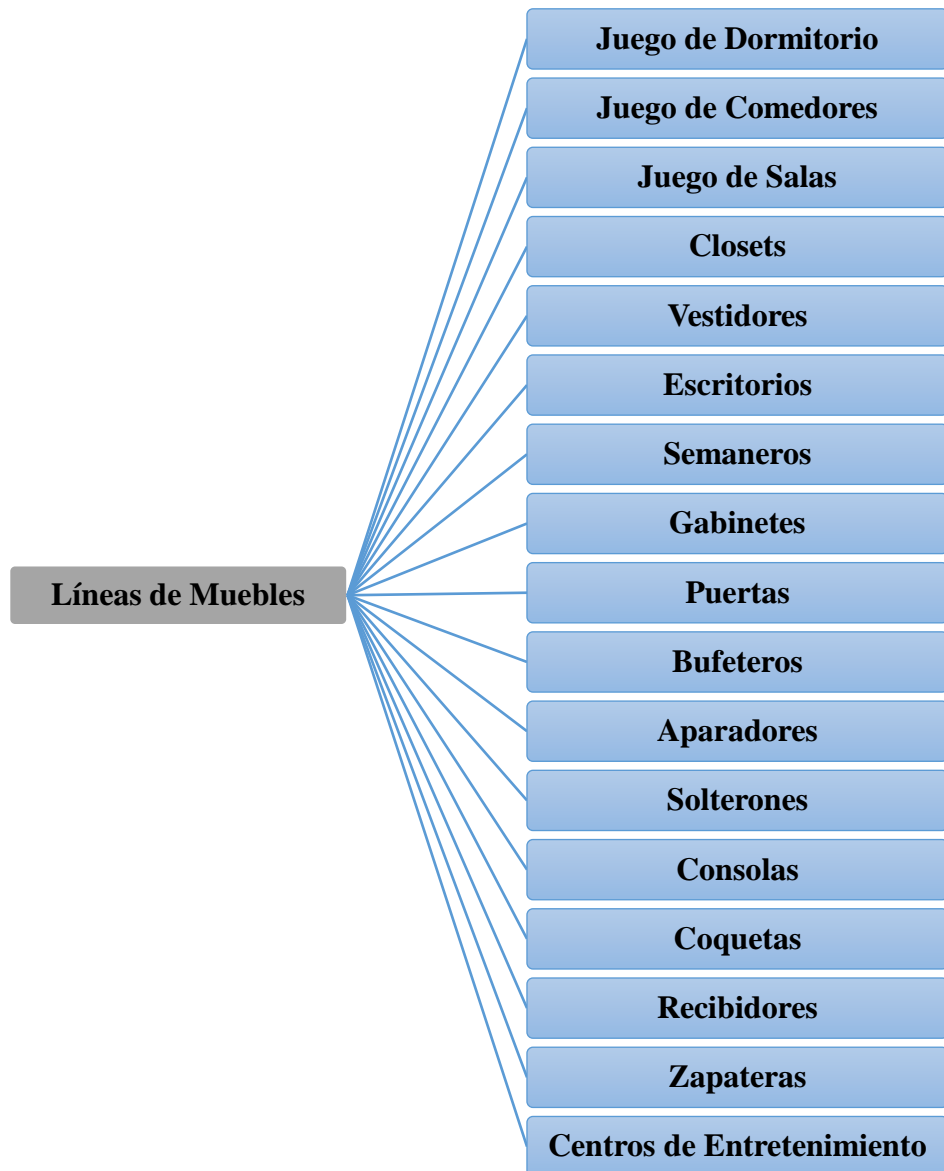 Juego de Dormitorio
Juego de Comedores
Juego de Salas
Closets
Vestidores
Escritorios
Semaneros
Gabinetes
Líneas de Muebles
Puertas
Bufeteros
Aparadores
Solterones
Consolas
Coquetas
Recibidores
Zapateras
Centros de Entretenimiento